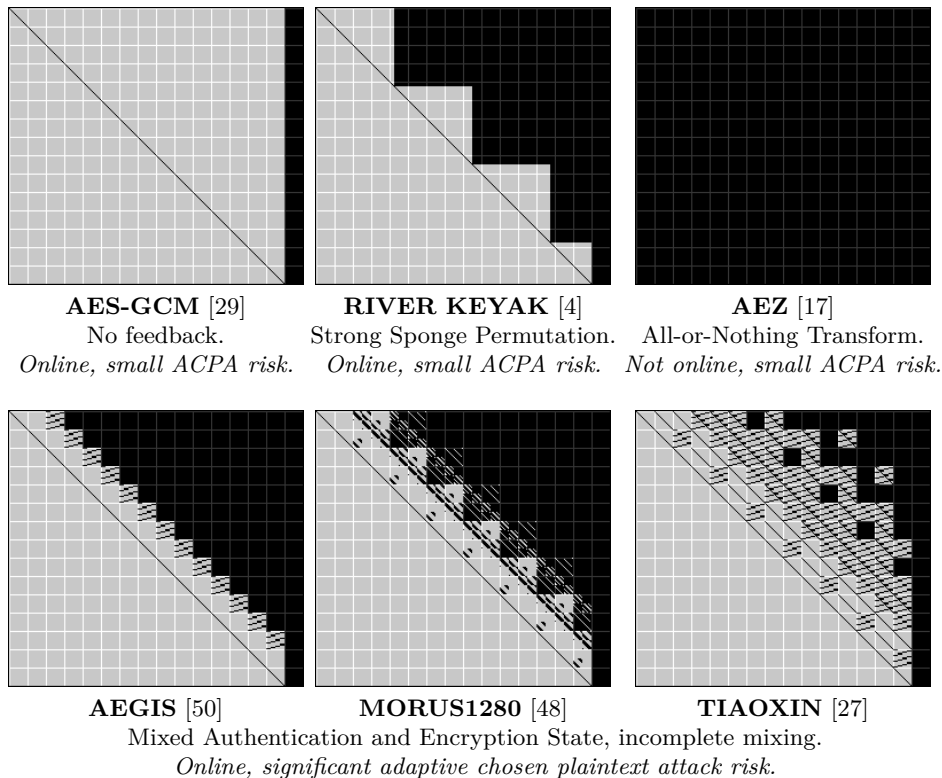 AES-GCM [29] RIVER KEYAK [4] AEZ [17]
No feedback. Strong Sponge Permutation. All-or-Nothing Transform.
Online, small ACPA risk. Online, small ACPA risk. Not online, small ACPA risk.
AEGIS [50] MORUS1280 [48] TIAOXIN [27]
Mixed Authentication and Encryption State, incomplete mixing.
Online, significant adaptive chosen plaintext attack risk.